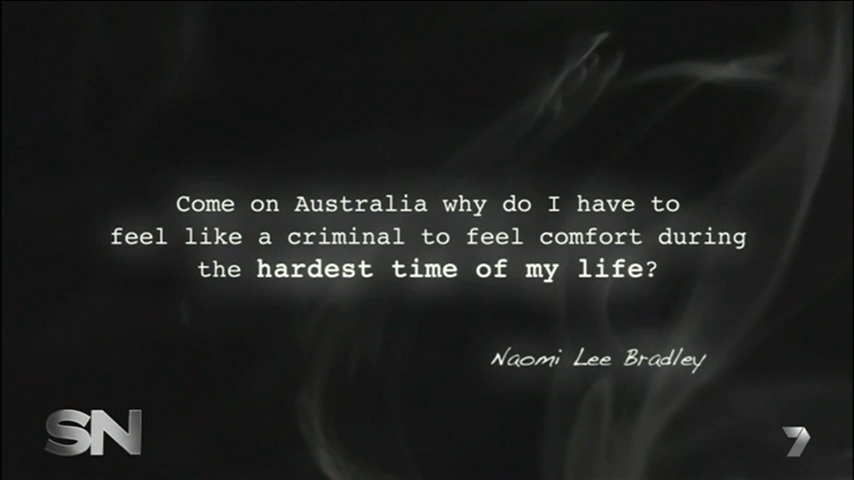 Come on Australia why do I have to
feel like a criminal to feel comfort during
the hardest time of my life?
Naomi Lee Bradley
SN
7